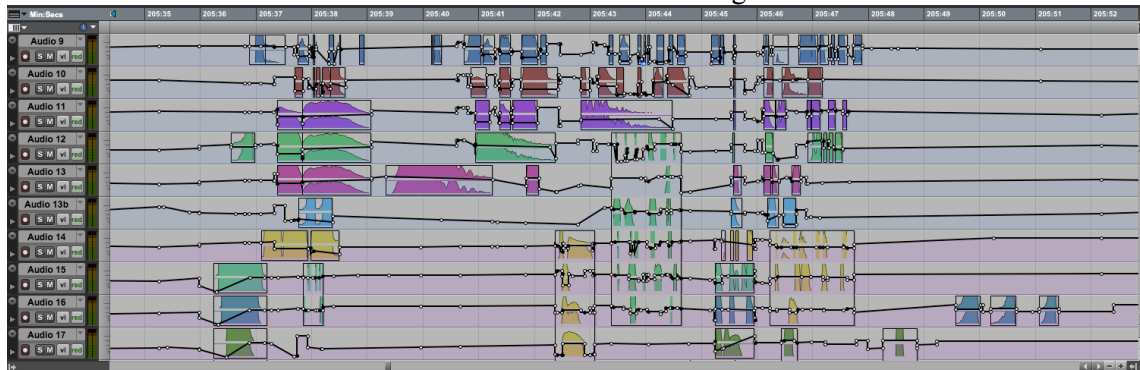 Min:Secs 205:35 205:36 205:37 205:38 205:39 205:40 205:41 205:42 205:43 205:44 205:45 205:46 205:47 205:48 205:49 205:50 205:51 205:52
Audio 9
S M vl red
Audio 10
S M vl red
Audio 11
S M vl red
Audio 12
S M vl red
Audio 13
S M vl red
Audio 13b
S M vl red
Audio 14
S M vl red
Audio 15
S M vl red
Audio 16
S M vl red
Audio 17
S M vl red